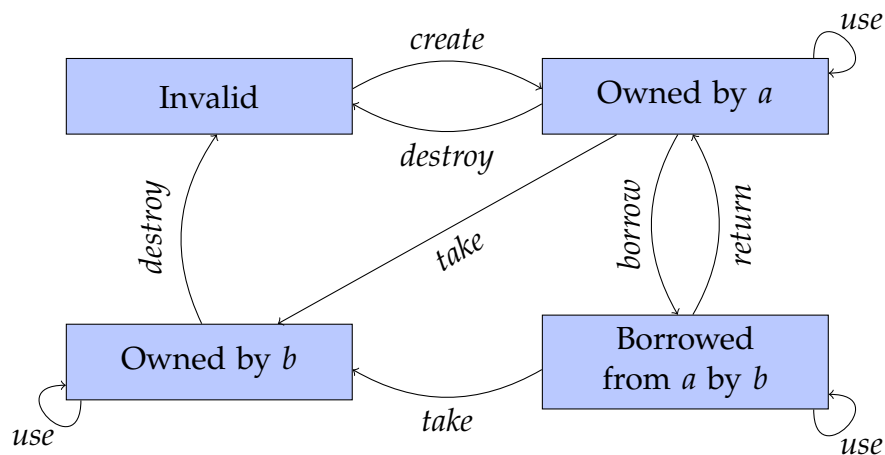 create
use
Invalid
Owned by a
destroy
destroy
take
borrow
return
Owned by b
Borrowed
from a by b
use
take
use